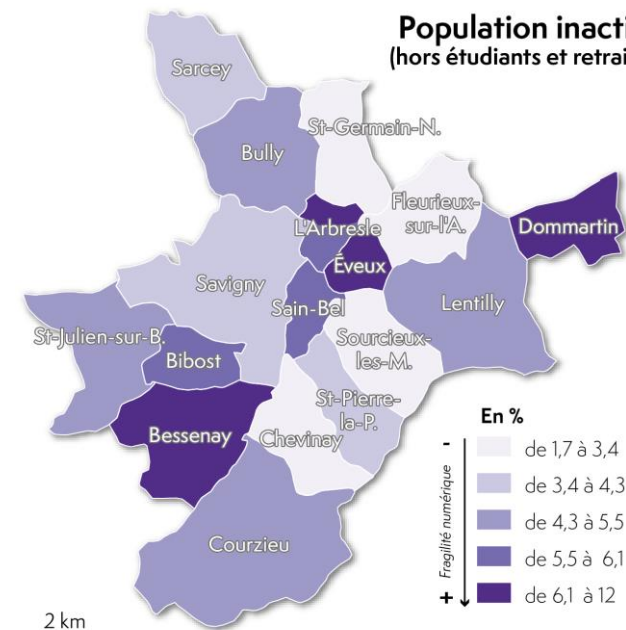 Population inacti
(hors étudiants et retrai
Sarcey
St-Germain-N.
Bully
Fleurieux-
sur-l'A.
L'Arbresle
Dommartin
Éveux
Savigny
Sain-Bel
Lentilly
St-Julien-sur-B.
Bibost
Sourcieux-
les-M.
St-Pierre-
la-P.
Bessenay
Chevinay
Courzieu
En %
-
Fragilité numérique
+
de 1,7 à 3,4
de 3,4 à 4,3
de 4,3 à 5,5
de 5,5 à 6,1
de 6,1 à 12
2 km